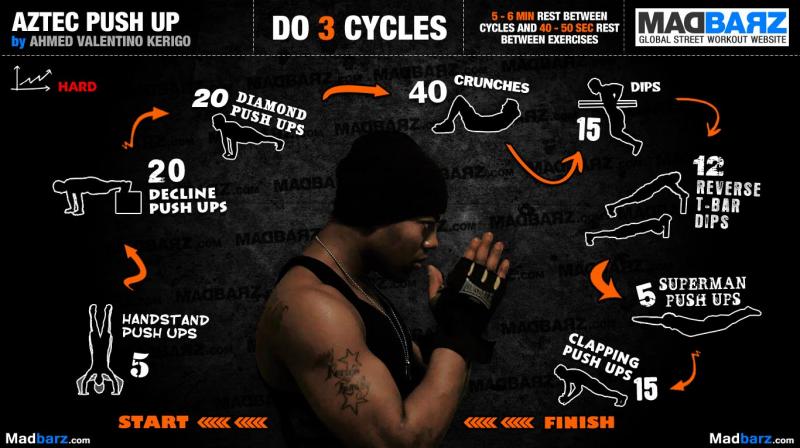 AZTEC PUSH UP
by AHMED VALENTINO KERIGO
DO 3 CYCLES
5 - 6 MIN REST BETWEEN
CYCLES AND 40 - 50 SEC REST
BETWEEN EXERCISES
MADBARZ
GLOBAL STREET WORKOUT WEBSITE
HARD
20 DIAMOND
PUSH UPS
40 CRUNCHES
DIPS
15
20
DECLINE
PUSH UPS
12
REVERSE
T-BAR
DIPS
HANDSTAND
PUSH UPS
5
5 SUPERMAN
PUSH UPS
CLAPPING
PUSH UPS 15
START
FINISH
Madbarz.com
Madbarz.com